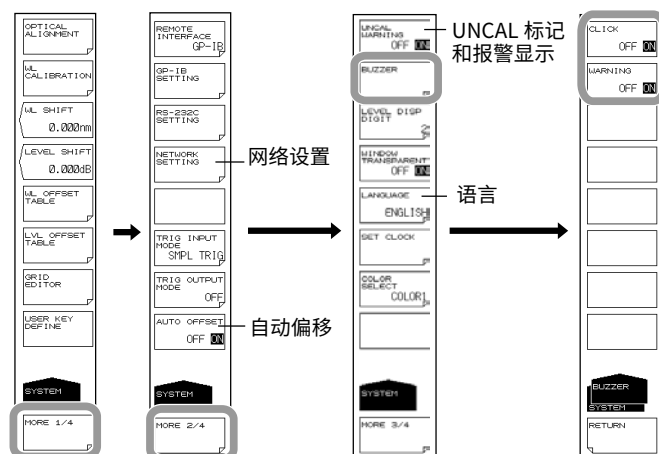 OPTICAL
ALIGNMENT
WL
CALIBRATION
WL SHIFT
0.000nm
LEVEL SHIFT
0.000dB
WL OFFSET
TABLE
LVL OFFSET
TABLE
GRID
EDITOR
USER KEY
DEFINE
SYSTEM
MORE 1/4
REMOTE
INTERFACE
GP-IB
GP-IB
SETTING
RS-232C
SETTING
NETWORK
SETTING
网络设置
TRIG INPUT
MODE
SMPL TRIG
TRIG OUTPUT
MODE
OFF
AUTO OFFSET
OFF ON
自动偏移
SYSTEM
MORE 2/4
UNCAL
WARNING
OFF ON
UNCAL 标记
和报警显示
BUZZER
LEVEL DISP
DIGIT
2
WINDOW
TRANSPARENT
OFF ON
LANGUAGE
ENGLISH
语言
SET CLOCK
COLOR
SELECT
COLOR1
SYSTEM
MORE 3/4
CLICK
OFF ON
WARNING
OFF ON
BUZZER
SYSTEM
RETURN